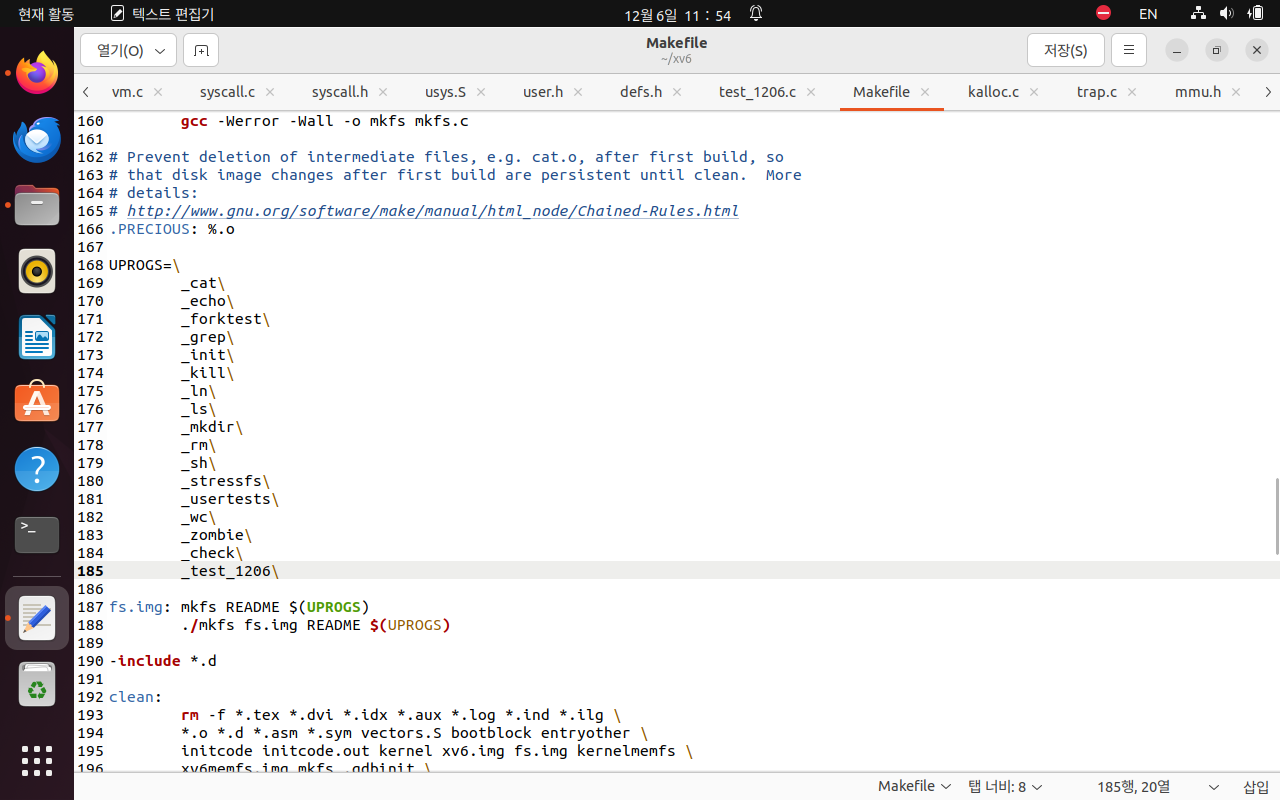 현재 활동 텍스트 편집기 12월 6일 11 : 54 EN
열기(O) Makefile ~/xv6 저장(S)
vm.c syscall.c syscall.h usys.S user.h defs.h test_1206.c Makefile kalloc.c trap.c mmu.h
160 gcc -Werror -Wall -o mkfs mkfs.c
161
162 # Prevent deletion of intermediate files, e.g. cat.o, after first build, so
163 # that disk image changes after first build are persistent until clean.  More
164 # details:
165 # http://www.gnu.org/software/make/manual/html_node/Chained-Rules.html
166 .PRECIOUS: %.o
167
168 UPROGS=\
169 _cat\
170 _echo\
171 _forktest\
172 _grep\
173 _init\
174 _kill\
175 _ln\
176 _ls\
177 _mkdir\
178 _rm\
179 _sh\
180 _stressfs\
181 _usertests\
182 _wc\
183 _zombie\
184 _check\
185 _test_1206\
186
187 fs.img: mkfs README $(UPROGS)
188 ./mkfs fs.img README $(UPROGS)
189
190 -include *.d
191
192 clean:
193 rm -f *.tex *.dvi *.idx *.aux *.log *.ind *.ilg \
194 *.o *.d *.asm *.sym vectors.S bootblock entryother \
195 initcode initcode.out kernel xv6.img fs.img kernelmemfs \
196 xv6memfs.img mkfs .gdbinit \
Makefile 탭 너비: 8 185행, 20열 삽입